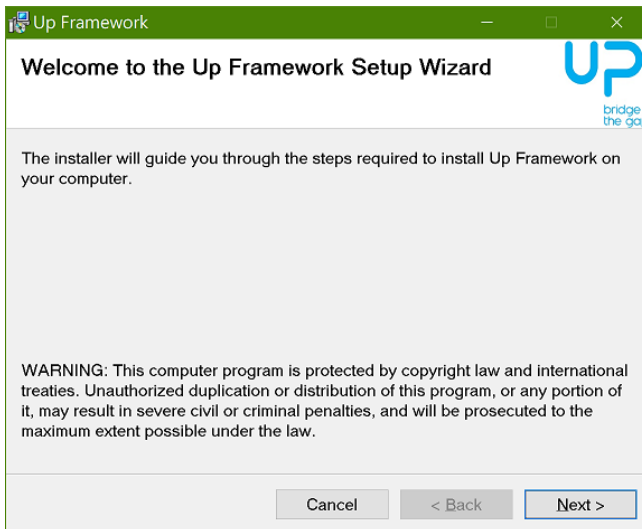 Up Framework
Welcome to the Up Framework Setup Wizard
UP
bridge
the gap
The installer will guide you through the steps required to install Up Framework on
your computer.
WARNING: This computer program is protected by copyright law and international
treaties. Unauthorized duplication or distribution of this program, or any portion of
it, may result in severe civil or criminal penalties, and will be prosecuted to the
maximum extent possible under the law.
Cancel
< Back
Next >